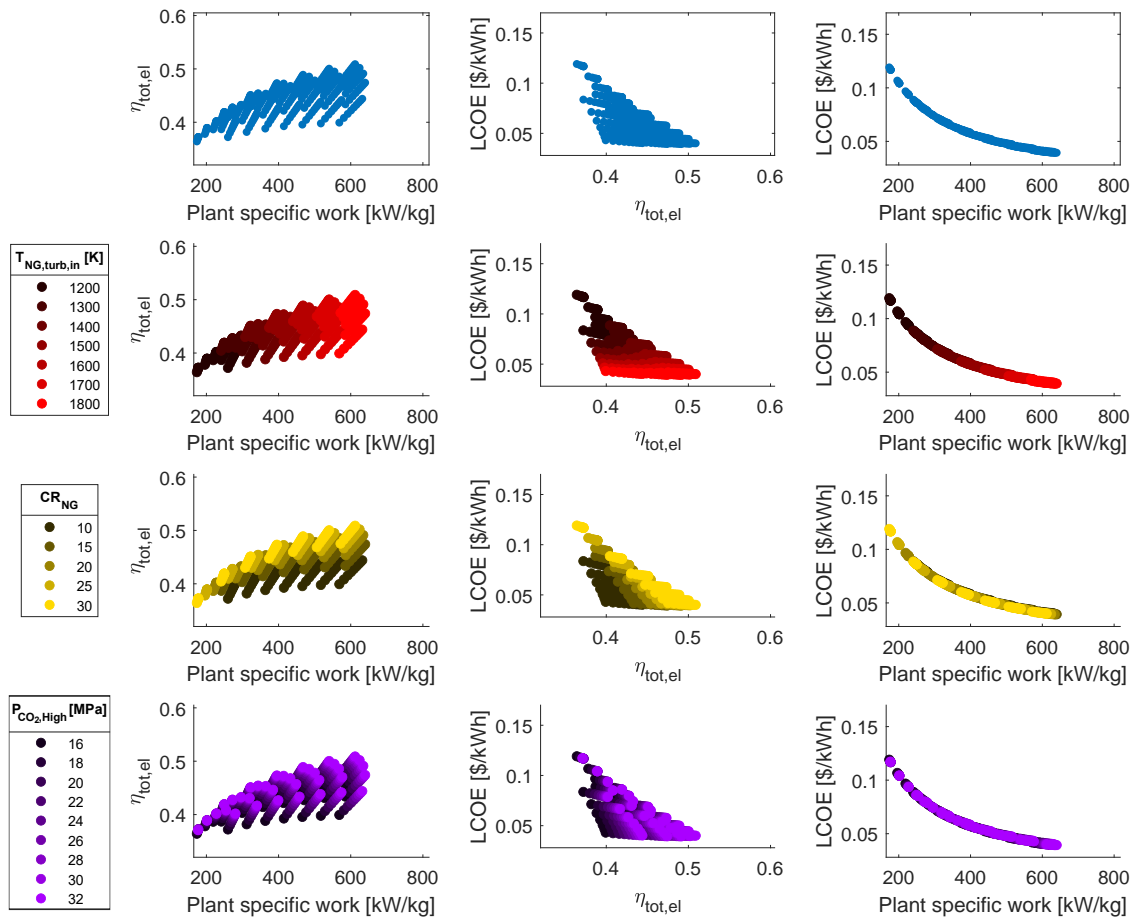 0.6
0.5
0.4
η_tot,el
200 400 600 800
Plant specific work [kW/kg]
0.15
0.1
0.05
LCOE [$/kWh]
0.4 0.5 0.6
η_tot,el
0.15
0.1
0.05
LCOE [$/kWh]
200 400 600 800
Plant specific work [kW/kg]
T_NG,turb,in [K]
1200
1300
1400
1500
1600
1700
1800
0.6
0.5
0.4
η_tot,el
200 400 600 800
Plant specific work [kW/kg]
0.15
0.1
0.05
LCOE [$/kWh]
0.4 0.5 0.6
η_tot,el
0.15
0.1
0.05
LCOE [$/kWh]
200 400 600 800
Plant specific work [kW/kg]
CR_NG
10
15
20
25
30
0.6
0.5
0.4
η_tot,el
200 400 600 800
Plant specific work [kW/kg]
0.15
0.1
0.05
LCOE [$/kWh]
0.4 0.5 0.6
η_tot,el
0.15
0.1
0.05
LCOE [$/kWh]
200 400 600 800
Plant specific work [kW/kg]
P_CO₂,High [MPa]
16
18
20
22
24
26
28
30
32
0.6
0.5
0.4
η_tot,el
200 400 600 800
Plant specific work [kW/kg]
0.15
0.1
0.05
LCOE [$/kWh]
0.4 0.5 0.6
η_tot,el
0.15
0.1
0.05
LCOE [$/kWh]
200 400 600 800
Plant specific work [kW/kg]